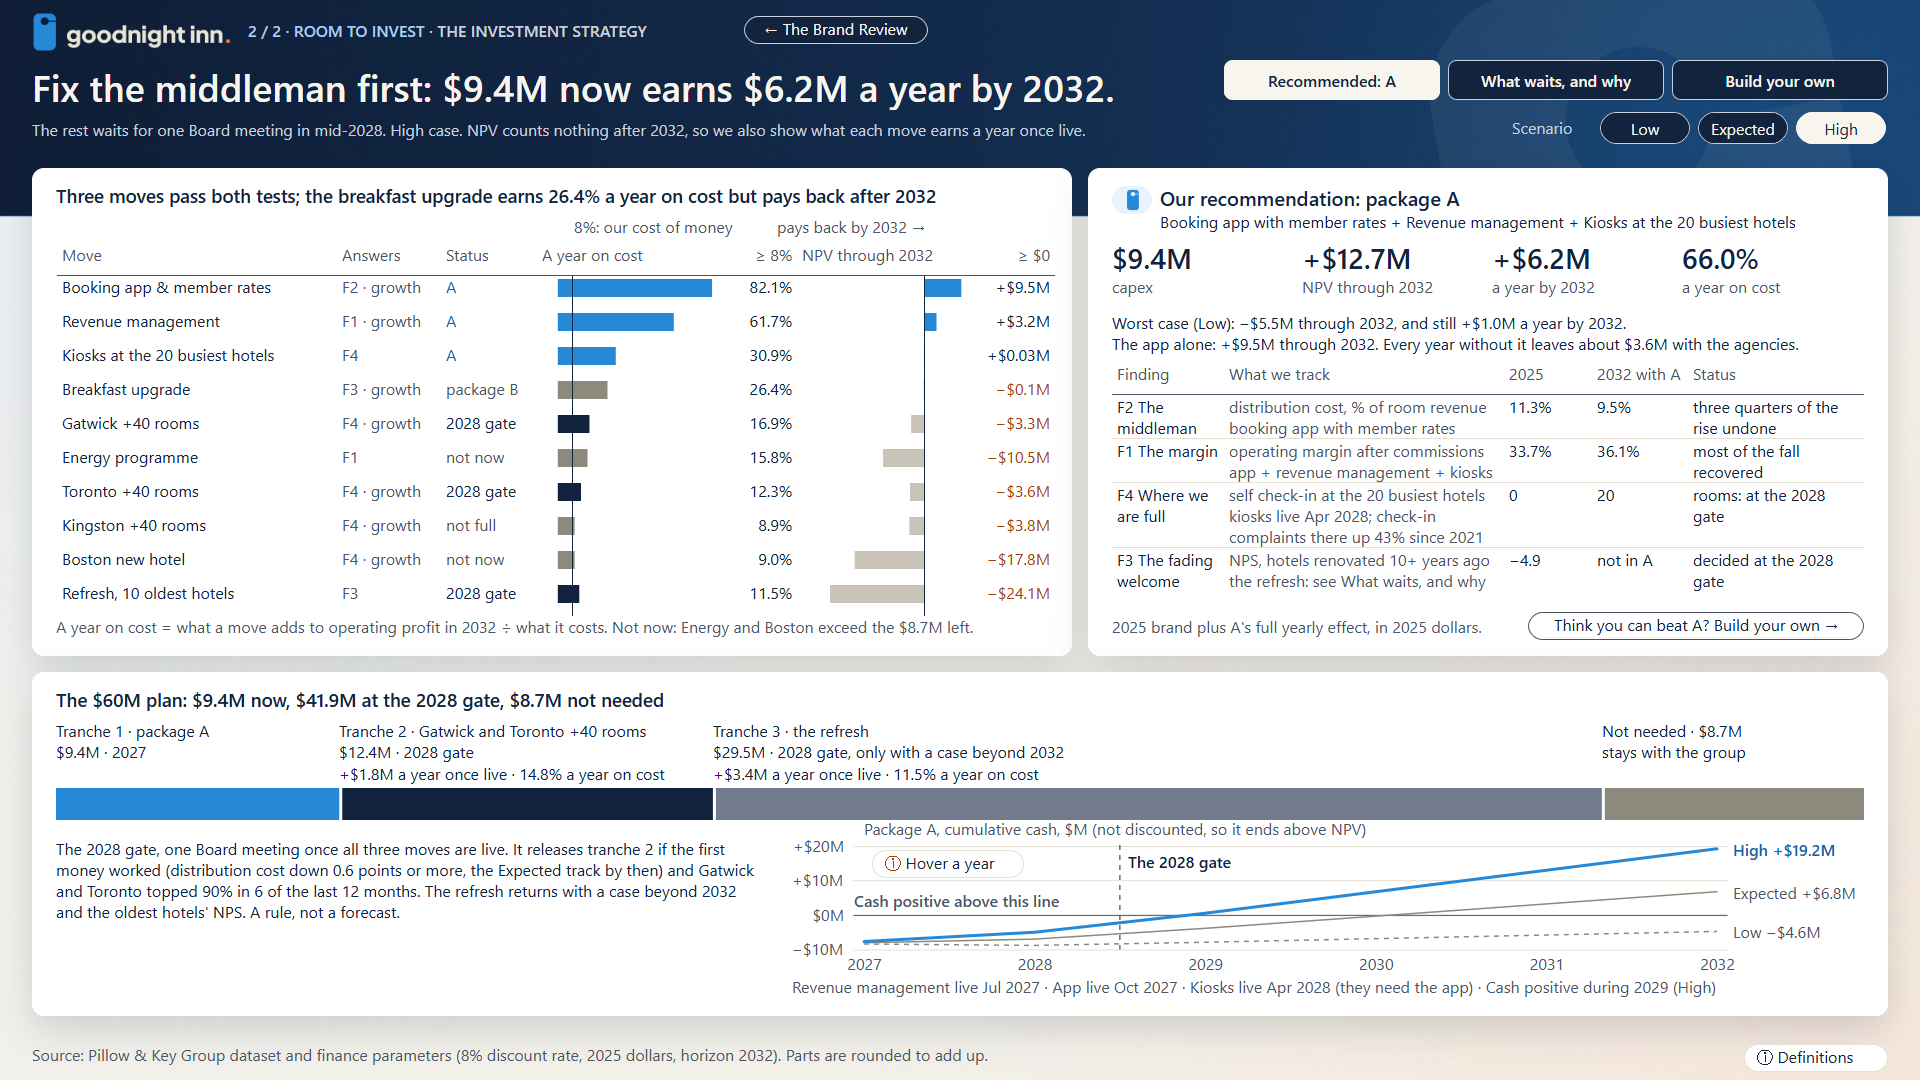 goodnight inn.
2 / 2 · ROOM TO INVEST · THE INVESTMENT STRATEGY
← The Brand Review
Fix the middleman first: $9.4M now earns $6.2M a year by 2032.
The rest waits for one Board meeting in mid-2028. High case. NPV counts nothing after 2032, so we also show what each move earns a year once live.
Recommended: A
What waits, and why
Build your own
Scenario
Low
Expected
High
Three moves pass both tests; the breakfast upgrade earns 26.4% a year on cost but pays back after 2032
8%: our cost of money
pays back by 2032 →
Move Answers Status A year on cost ≥ 8% NPV through 2032 ≥ $0
Booking app & member rates F2 · growth A 82.1% +$9.5M
Revenue management F1 · growth A 61.7% +$3.2M
Kiosks at the 20 busiest hotels F4 A 30.9% +$0.03M
Breakfast upgrade F3 · growth package B 26.4% −$0.1M
Gatwick +40 rooms F4 · growth 2028 gate 16.9% −$3.3M
Energy programme F1 not now 15.8% −$10.5M
Toronto +40 rooms F4 · growth 2028 gate 12.3% −$3.6M
Kingston +40 rooms F4 · growth not full 8.9% −$3.8M
Boston new hotel F4 · growth not now 9.0% −$17.8M
Refresh, 10 oldest hotels F3 2028 gate 11.5% −$24.1M
A year on cost = what a move adds to operating profit in 2032 ÷ what it costs. Not now: Energy and Boston exceed the $8.7M left.
Our recommendation: package A
Booking app with member rates + Revenue management + Kiosks at the 20 busiest hotels
$9.4M +$12.7M +$6.2M 66.0%
capex NPV through 2032 a year by 2032 a year on cost
Worst case (Low): −$5.5M through 2032, and still +$1.0M a year by 2032.
The app alone: +$9.5M through 2032. Every year without it leaves about $3.6M with the agencies.
Finding What we track 2025 2032 with A Status
F2 The distribution cost, % of room revenue 11.3% 9.5% three quarters of the
middleman booking app with member rates rise undone
F1 The margin operating margin after commissions 33.7% 36.1% most of the fall
app + revenue management + kiosks recovered
F4 Where we self check-in at the 20 busiest hotels 0 20 rooms: at the 2028
are full kiosks live Apr 2028; check-in gate
complaints there up 43% since 2021
F3 The fading NPS, hotels renovated 10+ years ago −4.9 not in A decided at the 2028
welcome the refresh: see What waits, and why gate
2025 brand plus A's full yearly effect, in 2025 dollars.
Think you can beat A? Build your own →
The $60M plan: $9.4M now, $41.9M at the 2028 gate, $8.7M not needed
Tranche 1 · package A
$9.4M · 2027
Tranche 2 · Gatwick and Toronto +40 rooms
$12.4M · 2028 gate
+$1.8M a year once live · 14.8% a year on cost
Tranche 3 · the refresh
$29.5M · 2028 gate, only with a case beyond 2032
+$3.4M a year once live · 11.5% a year on cost
Not needed · $8.7M
stays with the group
The 2028 gate, one Board meeting once all three moves are live. It releases tranche 2 if the first
money worked (distribution cost down 0.6 points or more, the Expected track by then) and Gatwick
and Toronto topped 90% in 6 of the last 12 months. The refresh returns with a case beyond 2032
and the oldest hotels' NPS. A rule, not a forecast.
Package A, cumulative cash, $M (not discounted, so it ends above NPV)
+$20M
ⓘ Hover a year
The 2028 gate
High +$19.2M
+$10M
Expected +$6.8M
Cash positive above this line
$0M
Low −$4.6M
−$10M
2027 2028 2029 2030 2031 2032
Revenue management live Jul 2027 · App live Oct 2027 · Kiosks live Apr 2028 (they need the app) · Cash positive during 2029 (High)
Source: Pillow & Key Group dataset and finance parameters (8% discount rate, 2025 dollars, horizon 2032). Parts are rounded to add up.
ⓘ Definitions